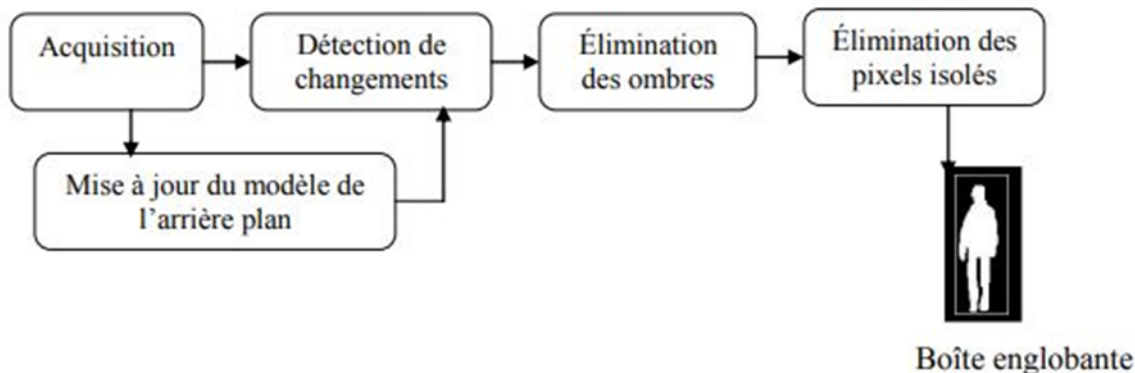 Acquisition
Détection de
changements
Élimination
des ombres
Élimination des
pixels isolés
Mise à jour du modèle de
l'arrière plan
Boîte englobante